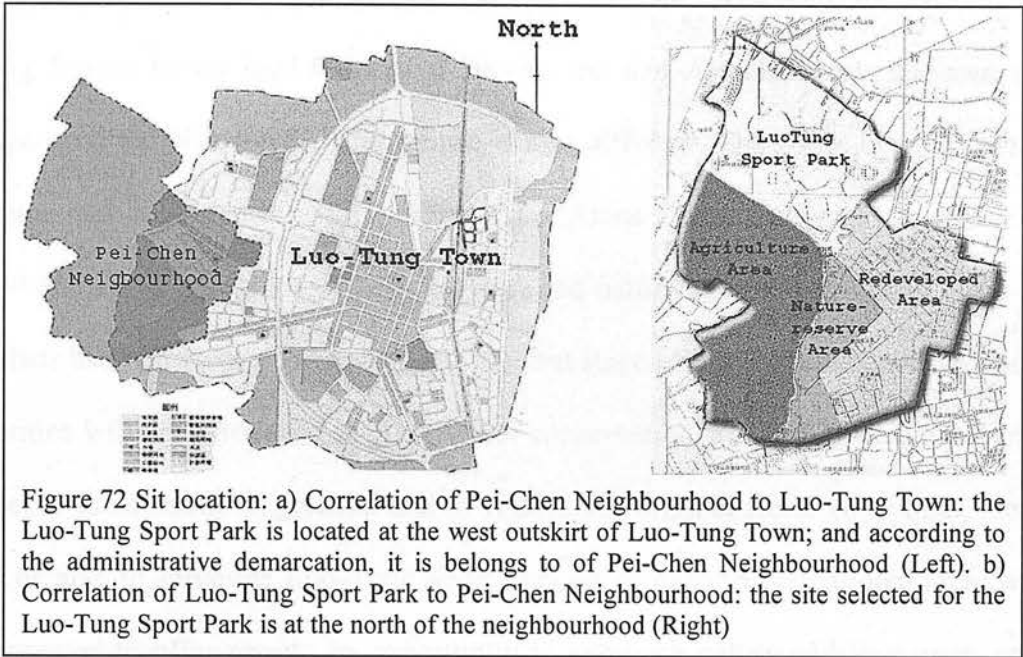 North
Pei-Chen
Neigbourhood
Luo-Tung Town
圖例
LuoTung
Sport Park
Agriculture
Area
Redeveloped
Area
Nature-
reserve
Area
Figure 72 Sit location: a) Correlation of Pei-Chen Neighbourhood to Luo-Tung Town: the
Luo-Tung Sport Park is located at the west outskirt of Luo-Tung Town; and according to
the administrative demarcation, it is belongs to of Pei-Chen Neighbourhood (Left). b)
Correlation of Luo-Tung Sport Park to Pei-Chen Neighbourhood: the site selected for the
Luo-Tung Sport Park is at the north of the neighbourhood (Right)